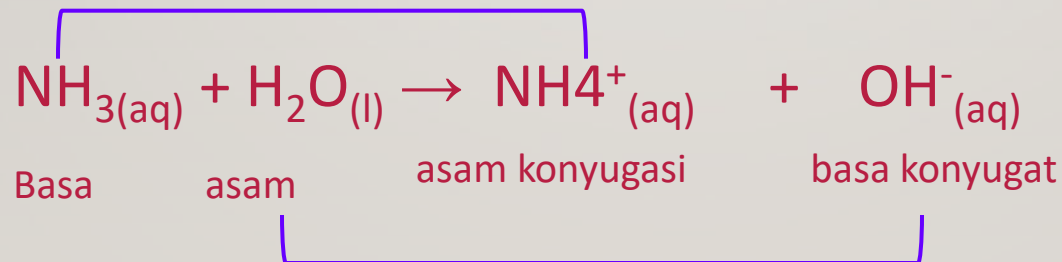 NH₃(aq) + H₂O(l) → NH4⁺(aq) + OH⁻(aq)
Basa asam asam konyugasi basa konyugat